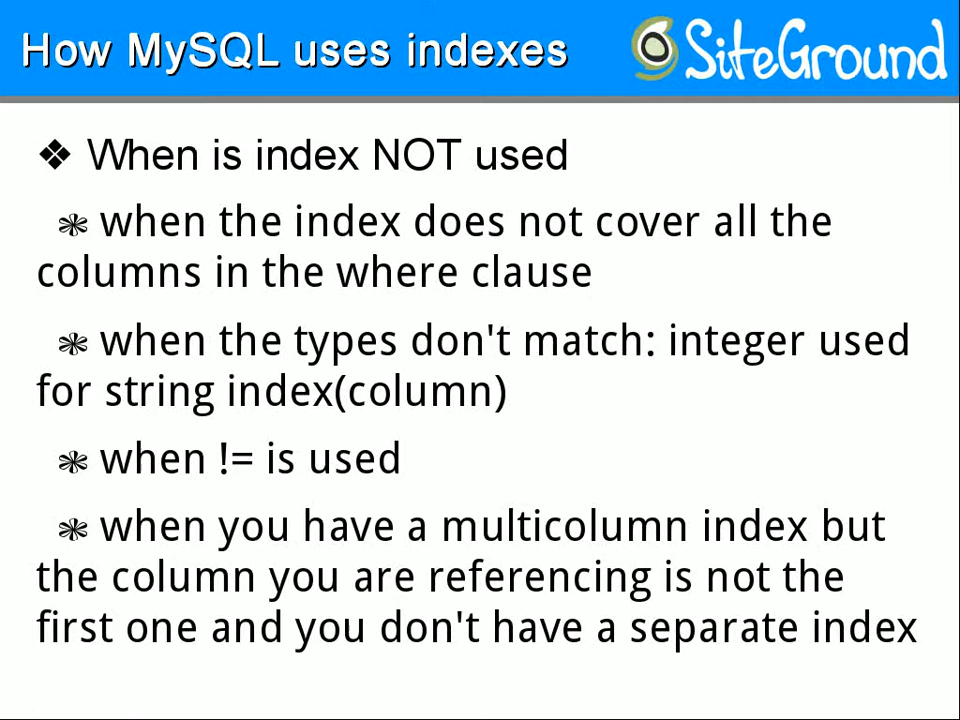 How MySQL uses indexes
SiteGround
❖ When is index NOT used
❃ when the index does not cover all the
columns in the where clause
❃ when the types don't match: integer used
for string index(column)
❃ when != is used
❃ when you have a multicolumn index but
the column you are referencing is not the
first one and you don't have a separate index